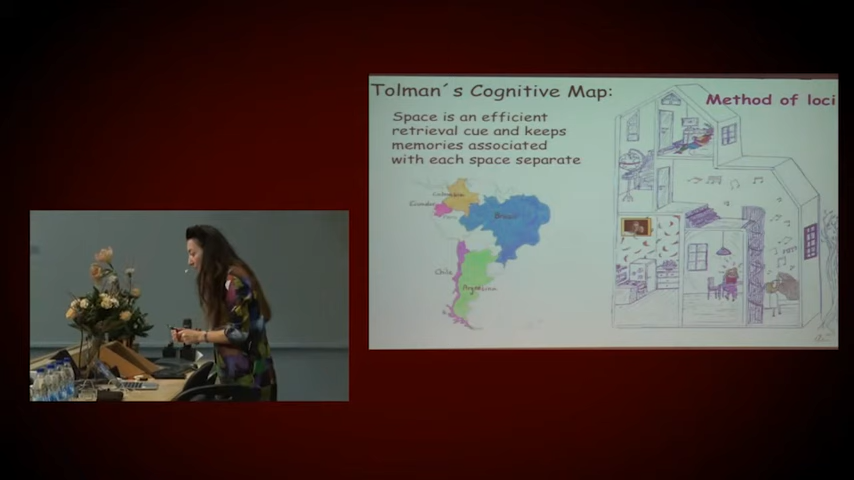 Tolman´s Cognitive Map:
Method of loci
Space is an efficient
retrieval cue and keeps
memories associated
with each space separate
Brazil
Chile
Argentina